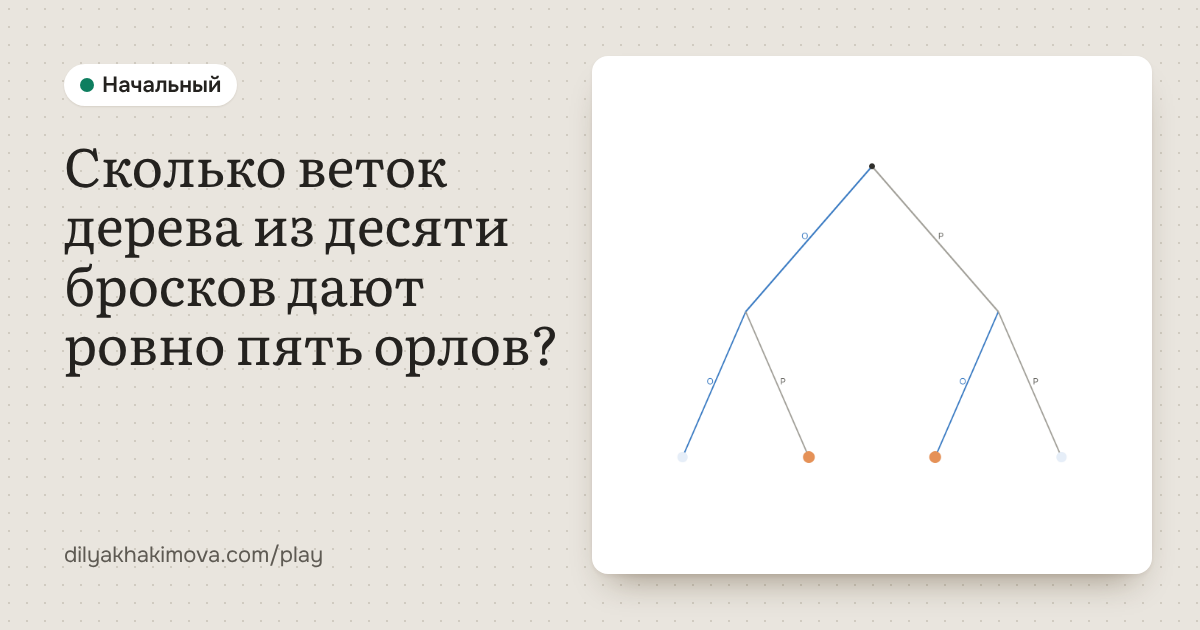 Начальный
Сколько веток
дерева из десяти
бросков дают
ровно пять орлов?
dilyakhakimova.com/play
О
Р
О
Р
О
Р